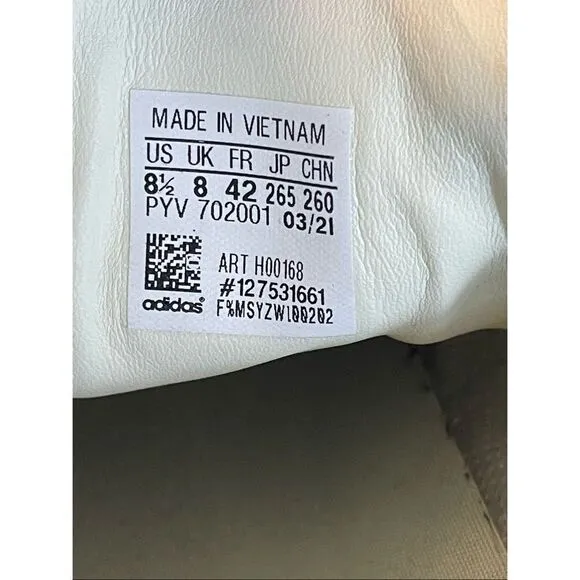 MADE IN VIETNAM
US UK FR JP CHN
8½ 8 42 265 260
PYV 702001 03/21
ART H00168
#127531661
adidas®
F%MSYZWL00202